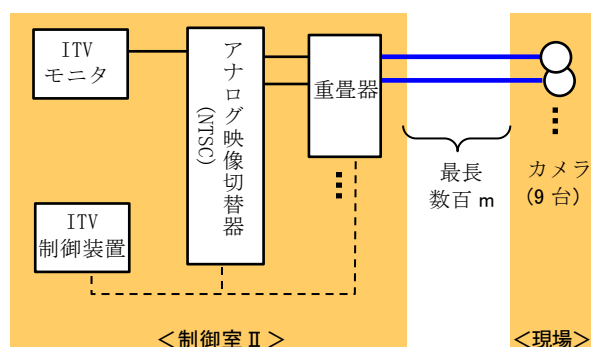 ITV
モニタ
アナログ映像切替器
(NTSC)
重畳器
最長
数百 m
カメラ
(9 台)
ITV
制御装置
＜制御室Ⅱ＞
＜現場＞